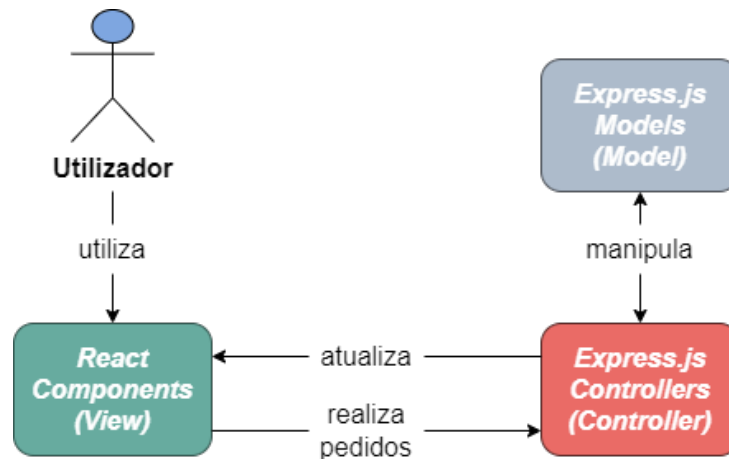 Utilizador
utiliza
Express.js
Models
(Model)
manipula
React
Components
(View)
atualiza
realiza
pedidos
Express.js
Controllers
(Controller)